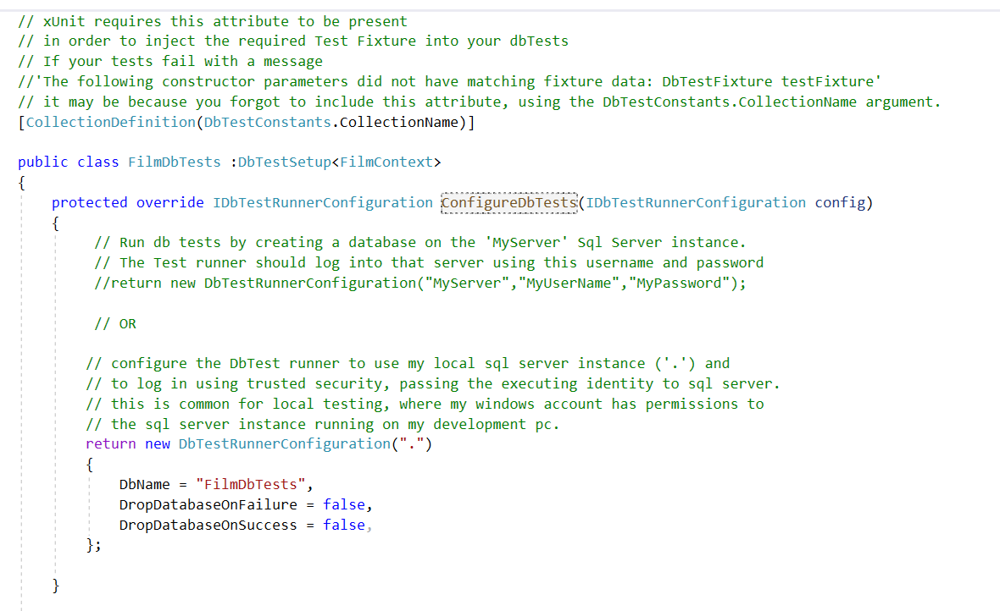 // xUnit requires this attribute to be present
// in order to inject the required Test Fixture into your dbTests
// If your tests fail with a message
//'The following constructor parameters did not have matching fixture data: DbTestFixture testFixture'
// it may be because you forgot to include this attribute, using the DbTestConstants.CollectionName argument.
[CollectionDefinition(DbTestConstants.CollectionName)]
public class FilmDbTests :DbTestSetup<FilmContext>
{
protected override IDbTestRunnerConfiguration ConfigureDbTests(IDbTestRunnerConfiguration config)
{
// Run db tests by creating a database on the 'MyServer' Sql Server instance.
// The Test runner should log into that server using this username and password
//return new DbTestRunnerConfiguration("MyServer","MyUserName","MyPassword");
// OR
// configure the DbTest runner to use my local sql server instance ('.') and
// to log in using trusted security, passing the executing identity to sql server.
// this is common for local testing, where my windows account has permissions to
// the sql server instance running on my development pc.
return new DbTestRunnerConfiguration(".")
{
DbName = "FilmDbTests",
DropDatabaseOnFailure = false,
DropDatabaseOnSuccess = false,
};
}